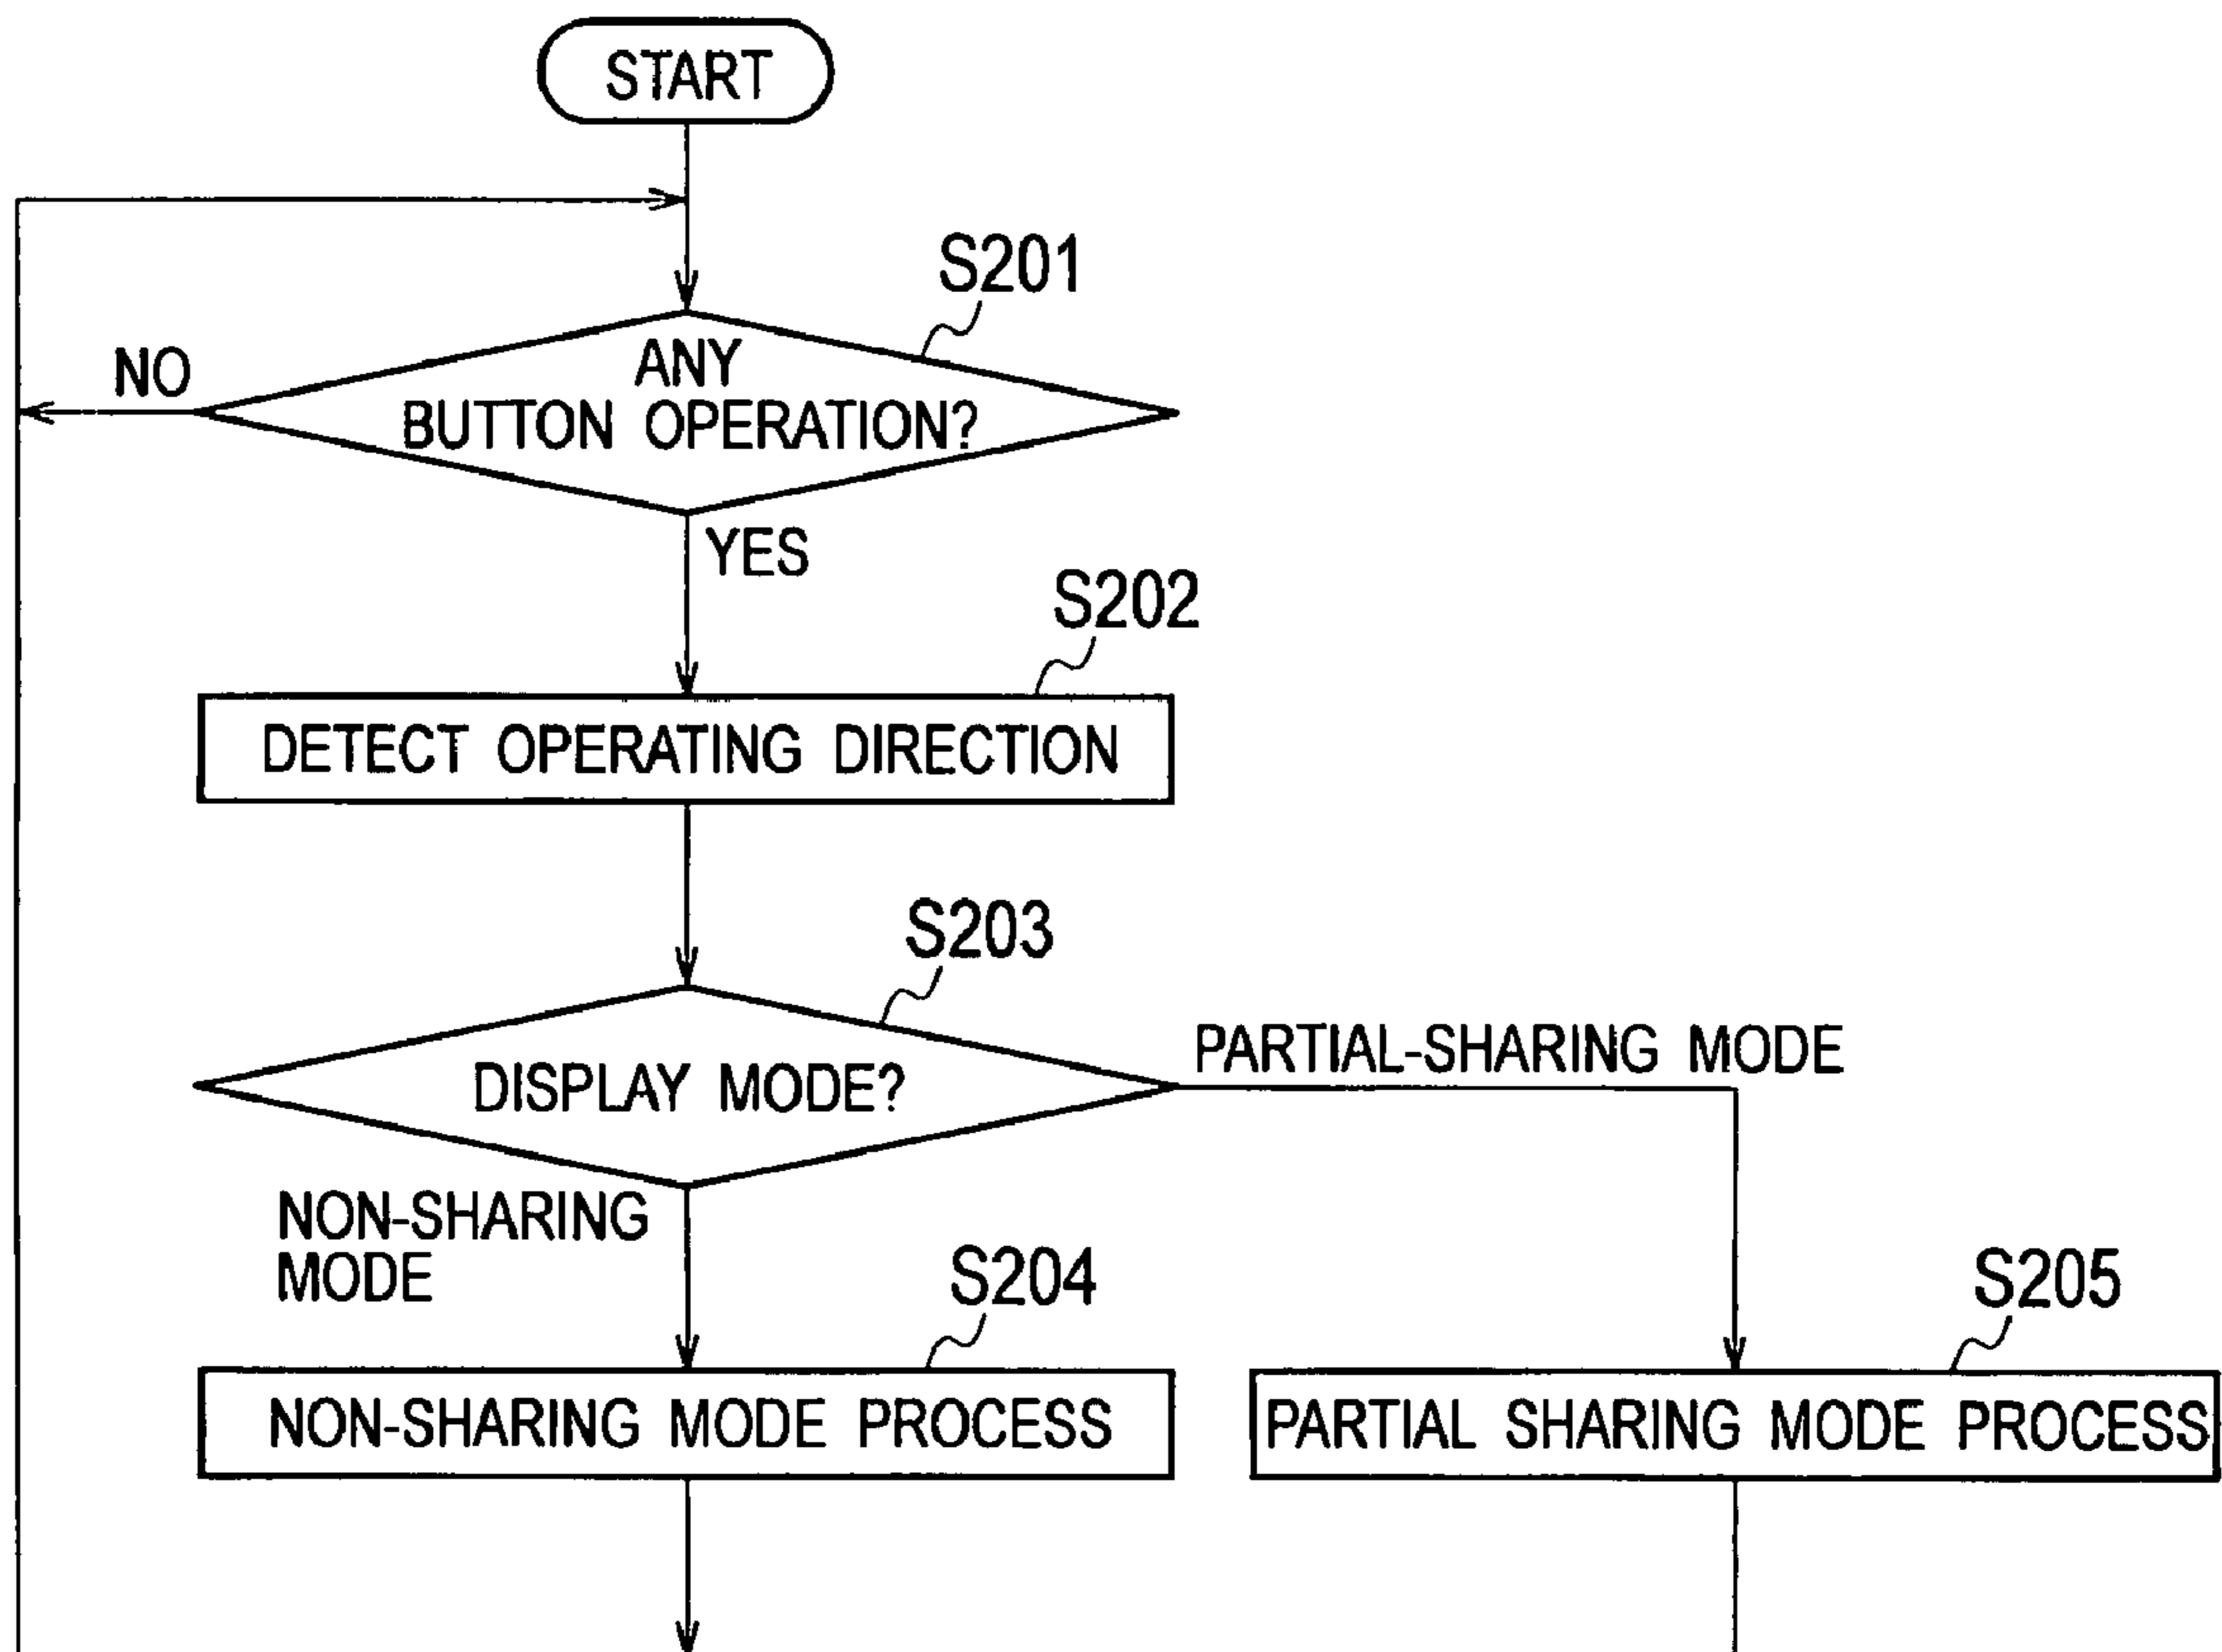 START
S201
NO
ANY
BUTTON OPERATION?
YES
S202
DETECT OPERATING DIRECTION
S203
DISPLAY MODE?
PARTIAL-SHARING MODE
NON-SHARING
MODE
S204
S205
NON-SHARING MODE PROCESS
PARTIAL SHARING MODE PROCESS